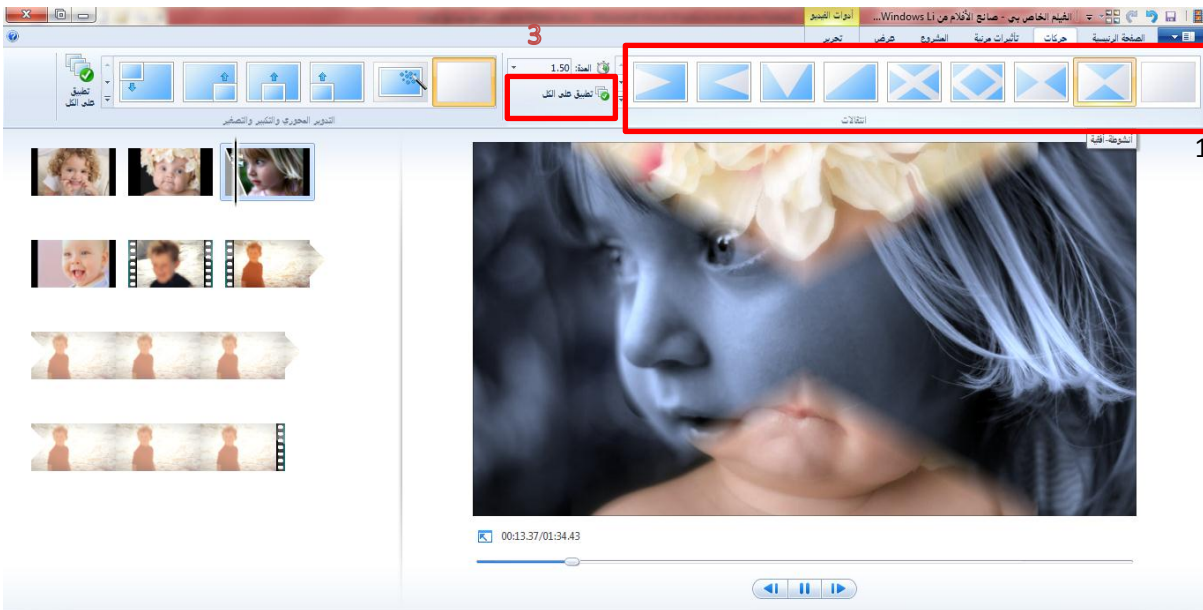 الفيلم الخاص بي - صانع الأفلام من Windows Li...
أدوات الفيديو
الصفحة الرئيسية
حركات
تأثيرات مرئية
المشروع
عرض
تحرير
3
المدة: 1.50
تطبيق على الكل
تطبيق
على الكل
انتقالات
التدوير المحوري والتكبير والتصغير
أنشوطة- أفقية
1
00:13.37/01:34.43